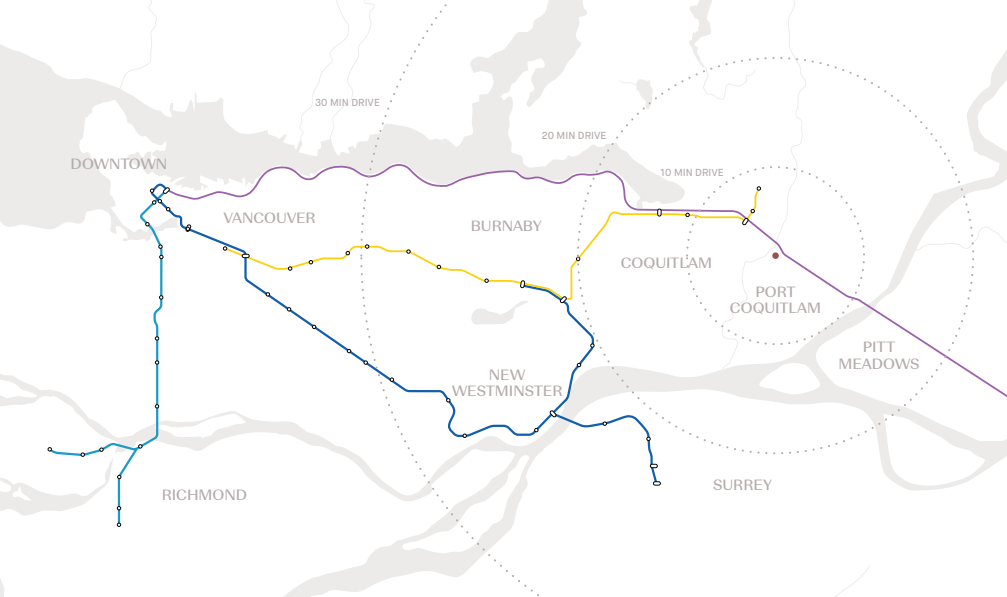 30 MIN DRIVE
20 MIN DRIVE
DOWNTOWN
10 MIN DRIVE
VANCOUVER
BURNABY
COQUITLAM
PORT
COQUITLAM
PITT
MEADOWS
NEW
WESTMINSTER
RICHMOND
SURREY